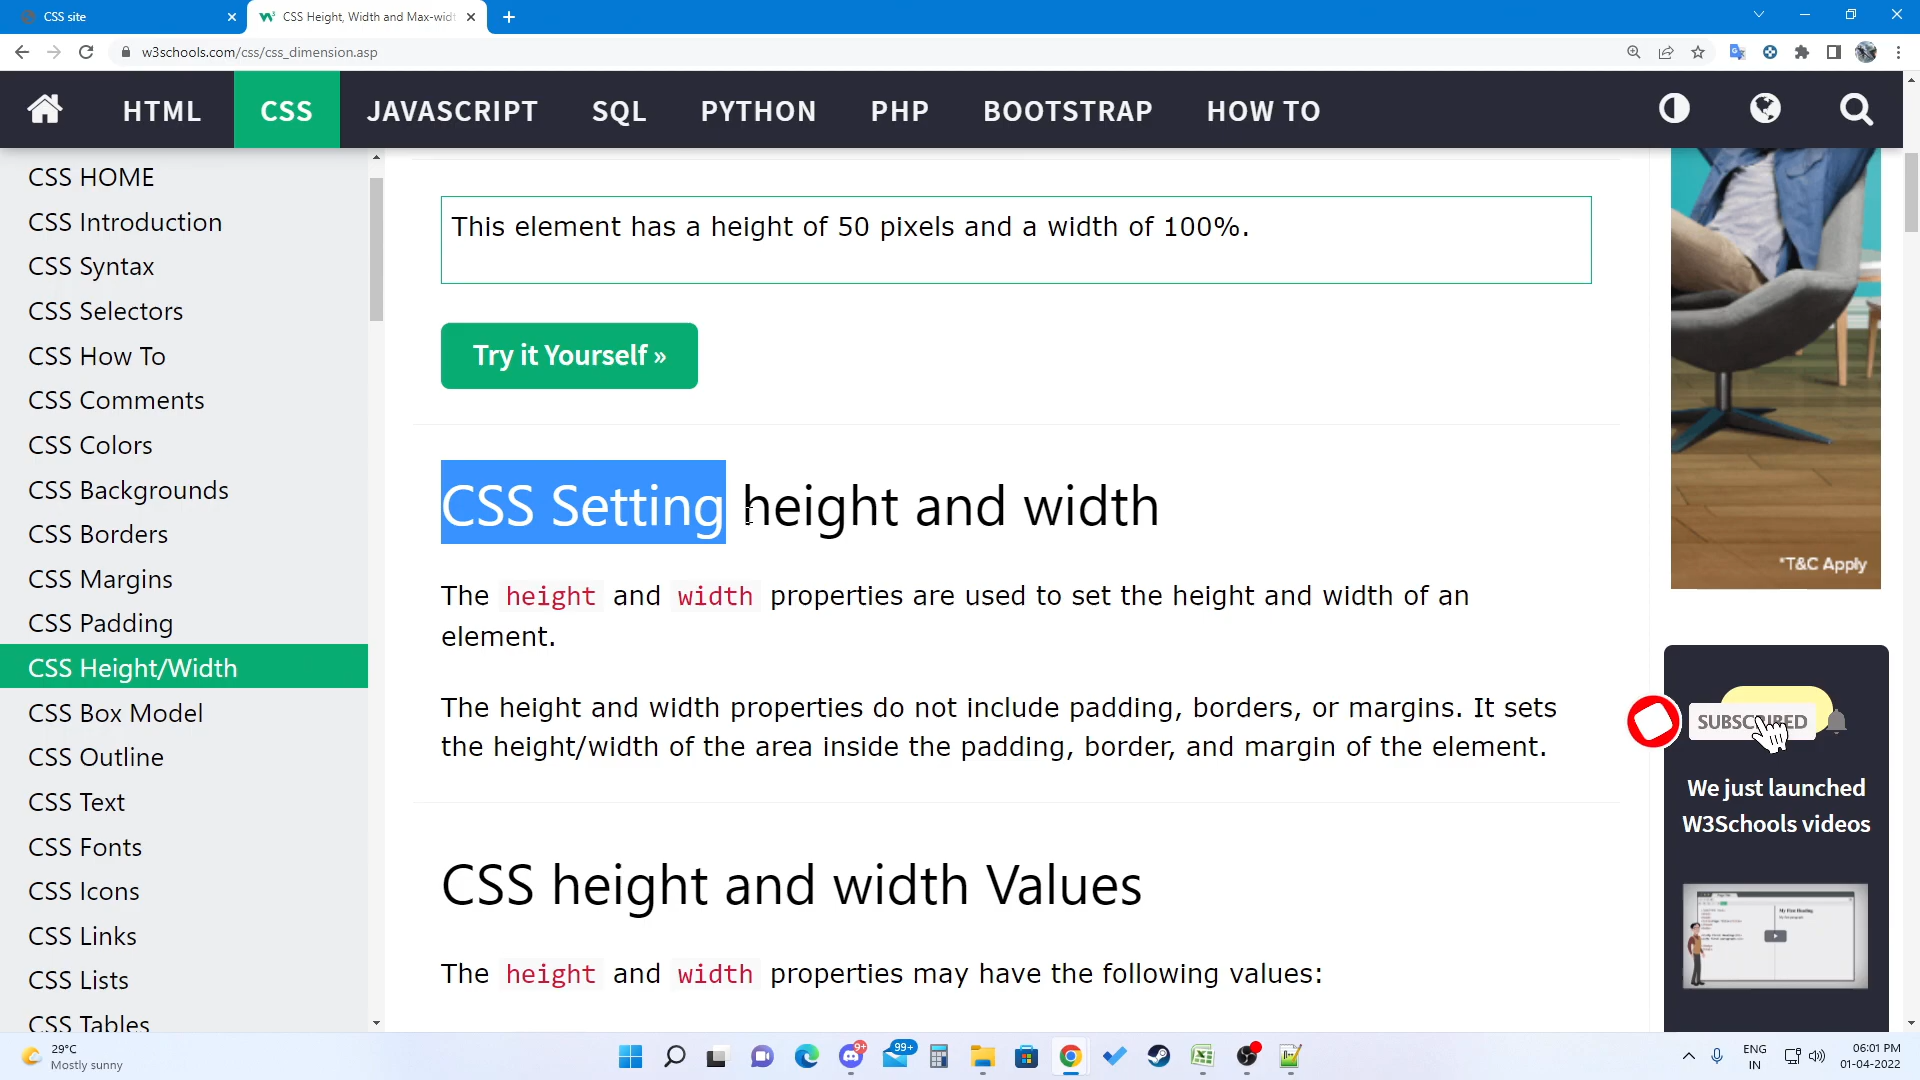 CSS site
CSS Height, Width and Max-widt
w3schools.com/css/css_dimension.asp
HTML
CSS
JAVASCRIPT
SQL
PYTHON
PHP
BOOTSTRAP
HOW TO
CSS HOME
CSS Introduction
CSS Syntax
CSS Selectors
CSS How To
CSS Comments
CSS Colors
CSS Backgrounds
CSS Borders
CSS Margins
CSS Padding
CSS Height/Width
CSS Box Model
CSS Outline
CSS Text
CSS Fonts
CSS Icons
CSS Links
CSS Lists
CSS Tables
This element has a height of 50 pixels and a width of 100%.
Try it Yourself »
CSS Setting height and width
The height and width properties are used to set the height and width of an
element.
The height and width properties do not include padding, borders, or margins. It sets
the height/width of the area inside the padding, border, and margin of the element.
CSS height and width Values
The height and width properties may have the following values:
*T&C Apply
SUBSCRIBED
We just launched
W3Schools videos
29°C
Mostly sunny
9+
99+
ENG
IN
06:01 PM
01-04-2022